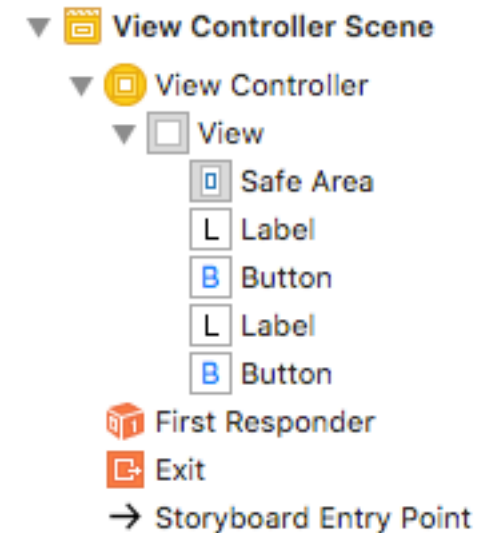 View Controller Scene
View Controller
View
Safe Area
L Label
B Button
L Label
B Button
First Responder
Exit
Storyboard Entry Point